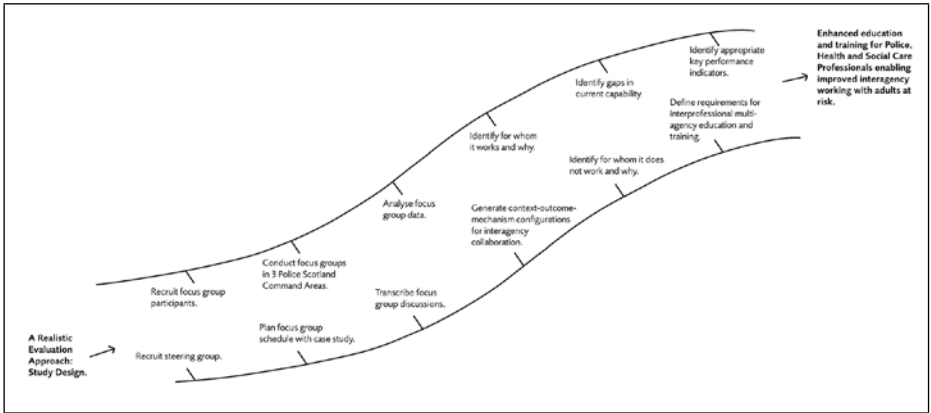 A Realistic
Evaluation
Approach:
Study Design.
Recruit steering group.
Recruit focus group
participants.
Plan focus group
schedule with case study.
Conduct focus groups
in 3 Police Scotland
Command Areas.
Transcribe focus
group discussions.
Analyse focus
group data.
Generate context-outcome-
mechanism configurations
for interagency
collaboration.
Identify for whom
it works and why.
Identify for whom it does
not work and why.
Identify gaps in
current capability
Define requirements for
interprofessional multi-
agency education and
training.
Identify appropriate
key performance
indicators.
Enhanced education
and training for Police,
Health and Social Care
Professionals enabling
improved interagency
working with adults at
risk.